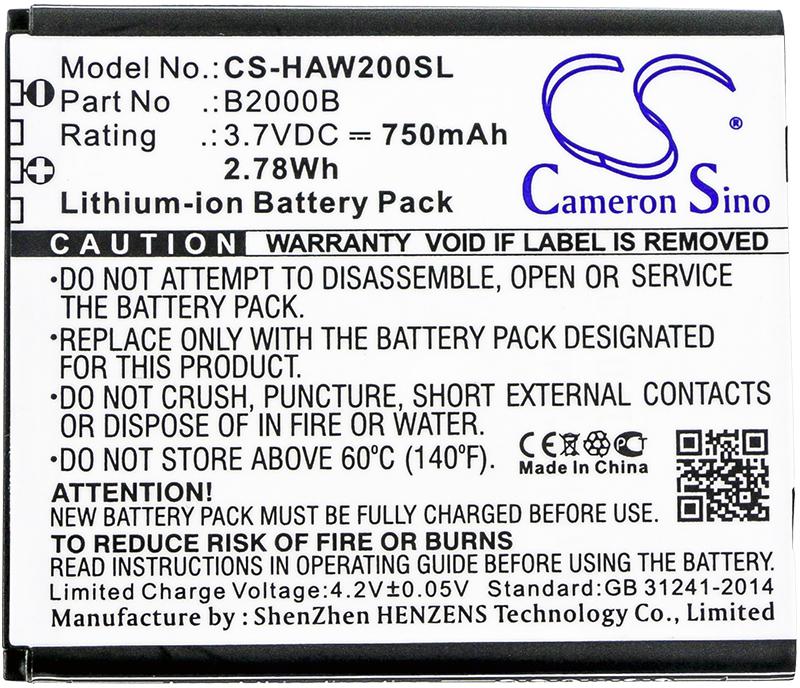 Model No.: CS-HAW200SL
Part No .: B2000B
Rating .: 3.7VDC ⎓ 750mAh
2.78Wh
Lithium-ion Battery Pack
CS ®
Cameron Sino
CAUTION WARRANTY VOID IF LABEL IS REMOVED
·DO NOT ATTEMPT TO DISASSEMBLE, OPEN OR SERVICE
THE BATTERY PACK.
·REPLACE ONLY WITH THE BATTERY PACK DESIGNATED
FOR THIS PRODUCT.
·DO NOT CRUSH, PUNCTURE, SHORT EXTERNAL CONTACTS
OR DISPOSE OF IN FIRE OR WATER.
·DO NOT STORE ABOVE 60°C (140°F).
CE PCT
Made In China
ATTENTION!
NEW BATTERY PACK MUST BE FULLY CHARGED BEFORE USE
TO REDUCE RISK OF FIRE OR BURNS
READ INSTRUCTIONS IN OPERATING GUIDE BEFORE USE
Limited Charge Voltage:4.2V±0.05V Standard:GB 31241-2014
Manufacture by : ShenZhen HENZENS Technology Co., Limited